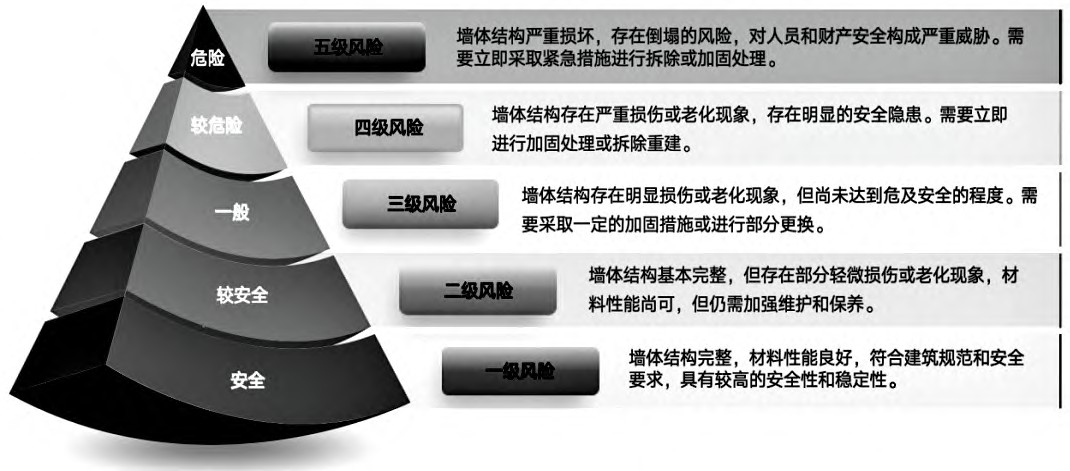 危险
五级风险
墙体结构严重损坏，存在倒塌的风险，对人员和财产安全构成严重威胁。需
要立即采取紧急措施进行拆除或加固处理。
较危险
四级风险
墙体结构存在严重损伤或老化现象，存在明显的安全隐患。需要立即
进行加固处理或拆除重建。
一般
三级风险
墙体结构存在明显损伤或老化现象，但尚未达到危及安全的程度。需
要采取一定的加固措施或进行部分更换。
较安全
二级风险
墙体结构基本完整，但存在部分轻微损伤或老化现象，材
料性能尚可，但仍需加强维护和保养。
安全
一级风险
墙体结构完整，材料性能良好，符合建筑规范和安全
要求，具有较高的安全性和稳定性。